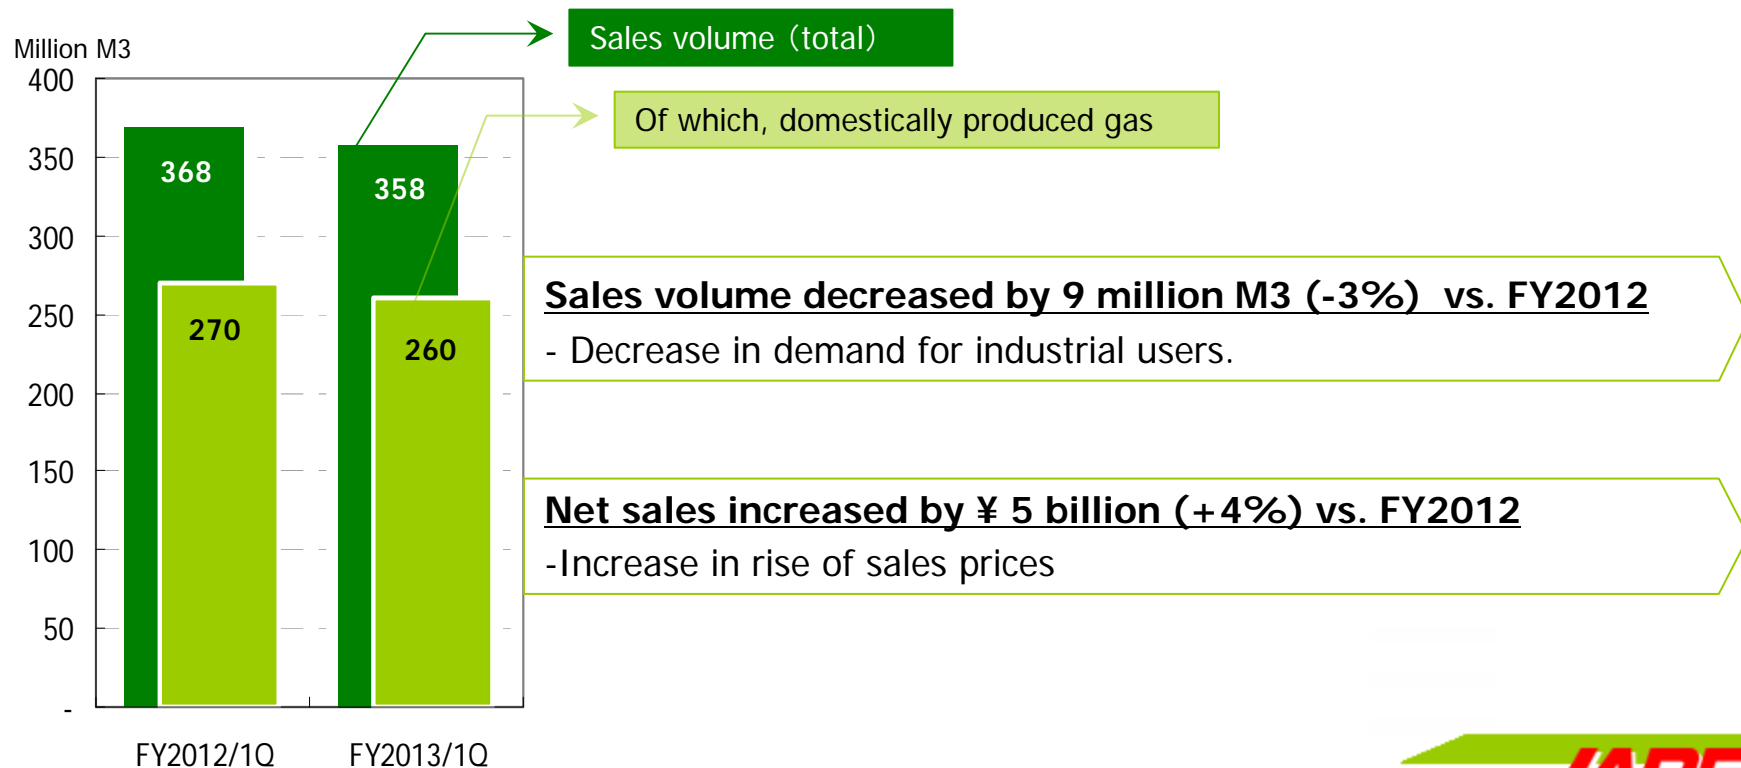 Sales volume (total)
Million M3
Of which, domestically produced gas
400
350
300
250
200
150
100
50
-
368
358
270
260
Sales volume decreased by 9 million M3 (-3%) vs. FY2012
- Decrease in demand for industrial users.
Net sales increased by ¥ 5 billion (+4%) vs. FY2012
-Increase in rise of sales prices
FY2012/1Q
FY2013/1Q